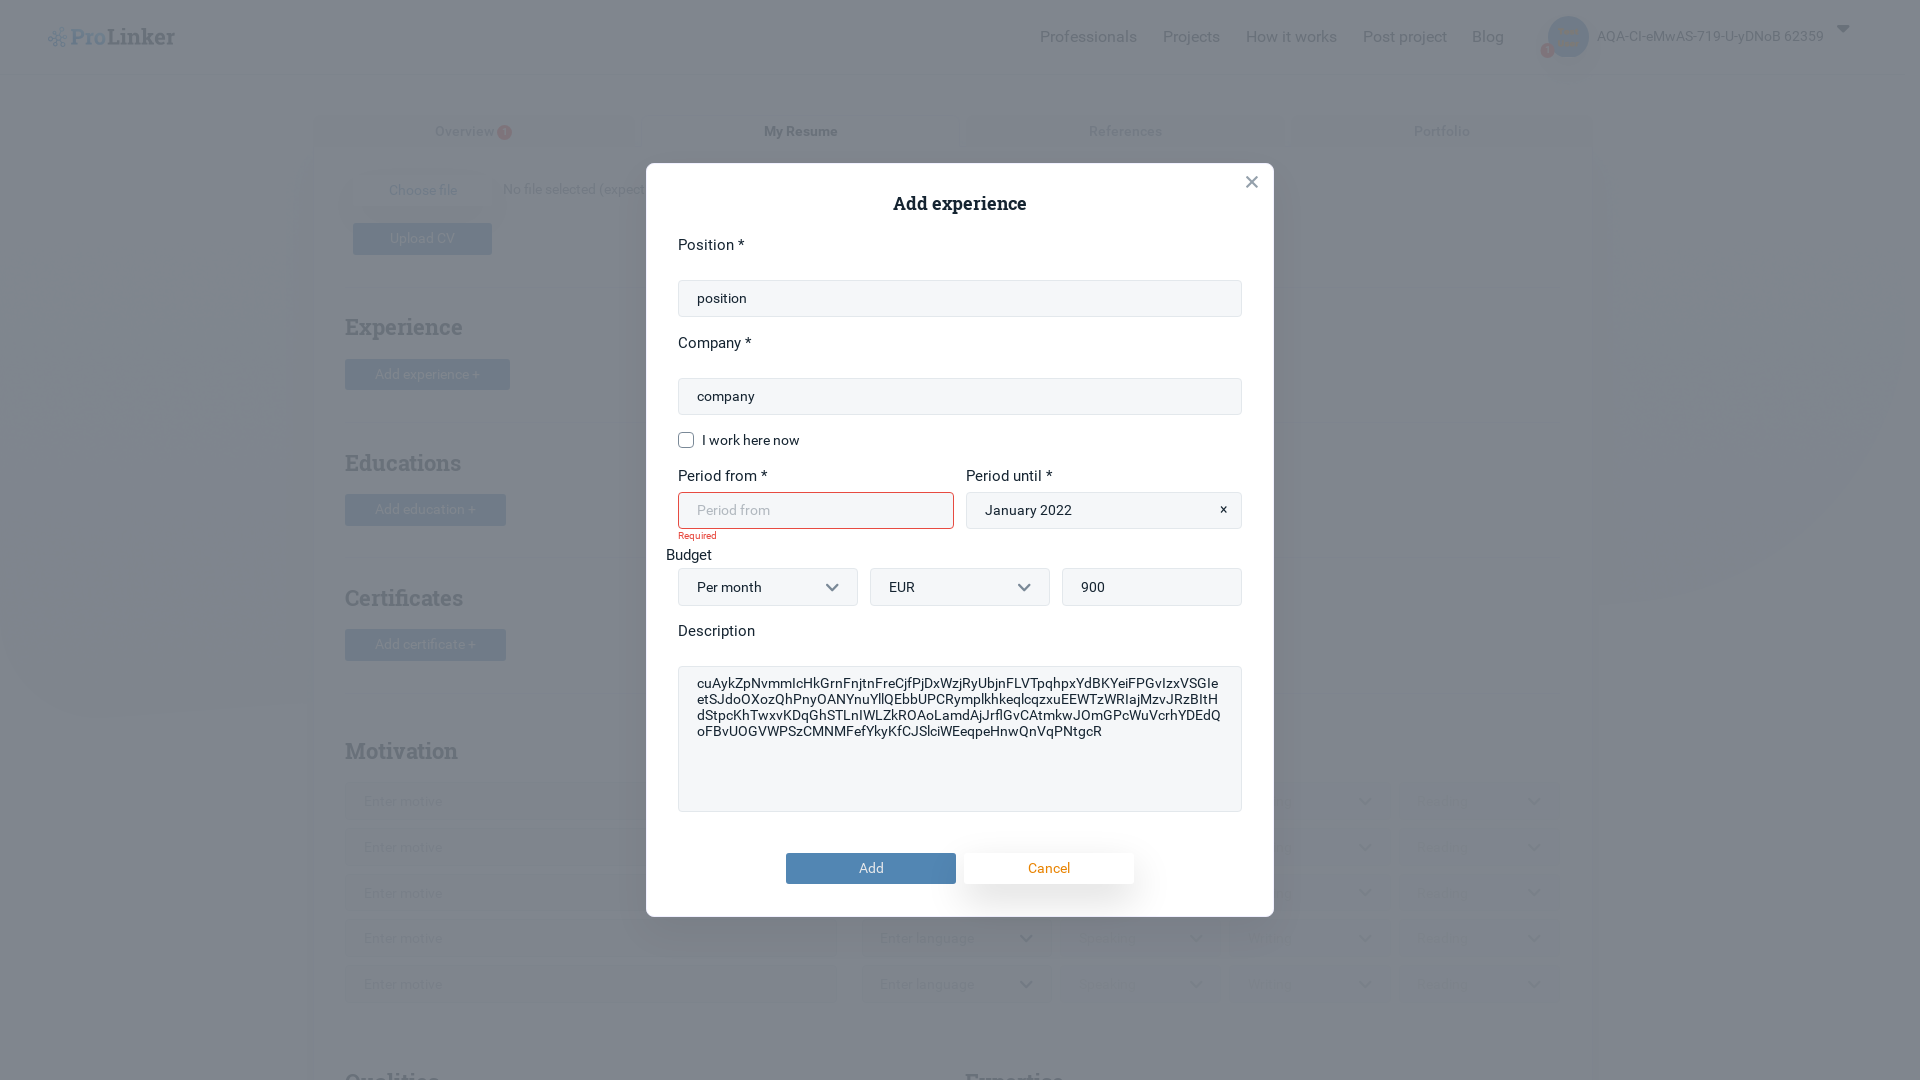 ProLinker
Professionals
Projects
How it works
Post project
Blog
1
AQA-CI-eMwAS-719-U-yDNoB 62359
Overview 1
My Resume
References
Portfolio
Choose file
No file selected (expect
Upload CV
Experience
Add experience +
Educations
Add education +
Certificates
Add certificate +
Motivation
Enter motive
Enter motive
Enter motive
Enter motive
Enter language
Enter motive
Enter language
Add experience
Position *
position
Company *
company
I work here now
Period from *
Period until *
Period from
January 2022
×
Required
Budget
Per month
EUR
900
Description
cuAykZpNvmmIcHkGrnFnjtnFreCjfPjDxWzjRyUbjnFLVTpqhpxYdBKYeiFPGvIzxVSGIe
etSJdoOXozQhPnyOANYnuYllQEbbUPCRymplkhkeqlcqzxuEEWTzWRIajMzvJRzBItH
dStpcKhTwxvKDqGhSTLnIWLZkROAoLamdAjJrflGvCAtmkwJOmGPcWuVcrhYDEdQ
oFBvUOGVWPSzCMNMFefYkyKfCJSlciWEeqpeHnwQnVqPNtgcR
Add
Cancel